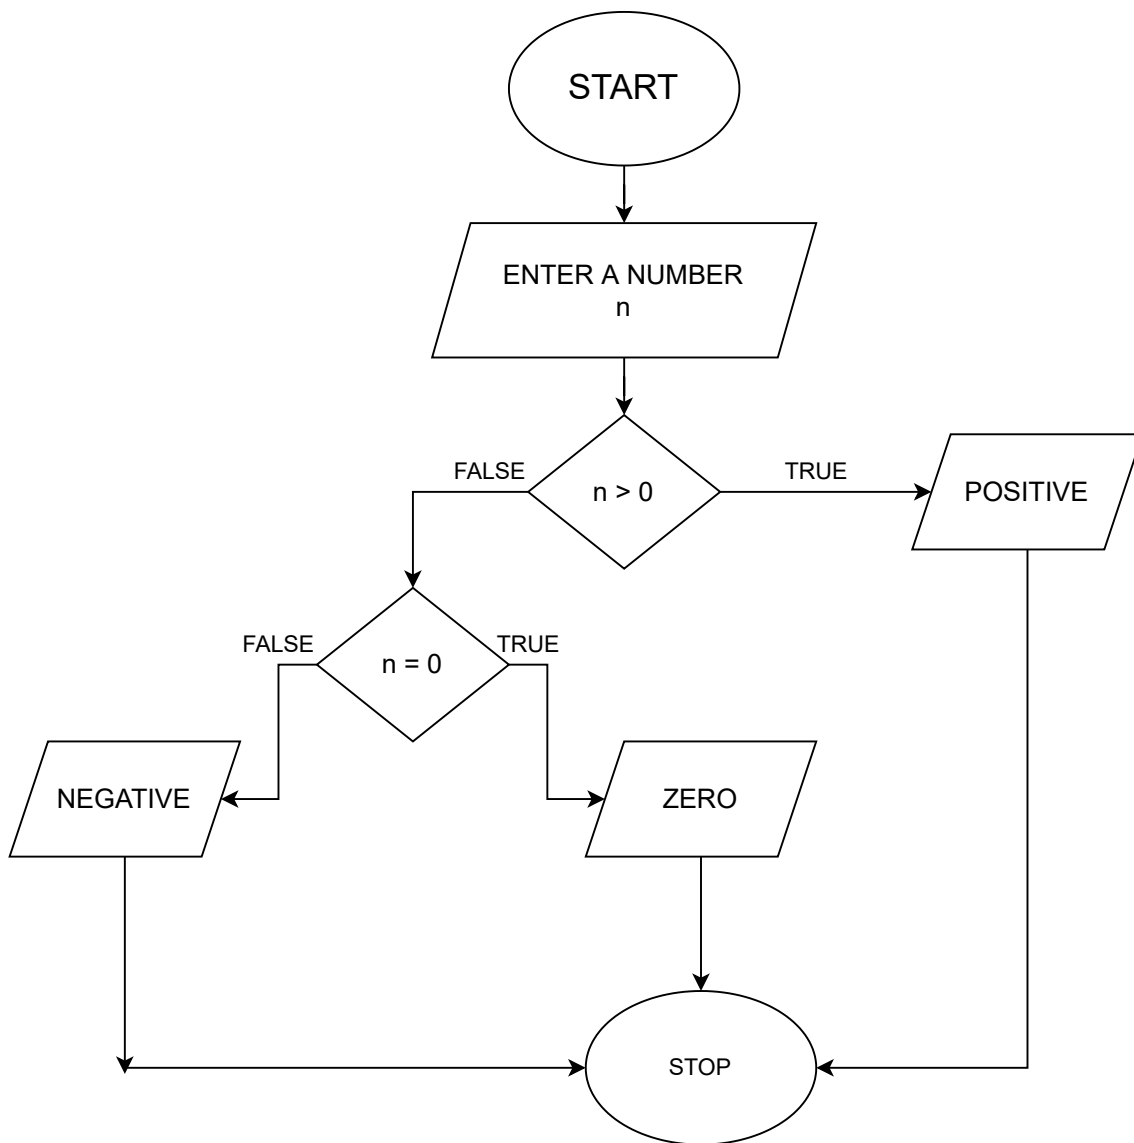 START
ENTER A NUMBER
n
n > 0
FALSE
TRUE
POSITIVE
n = 0
FALSE
TRUE
NEGATIVE
ZERO
STOP